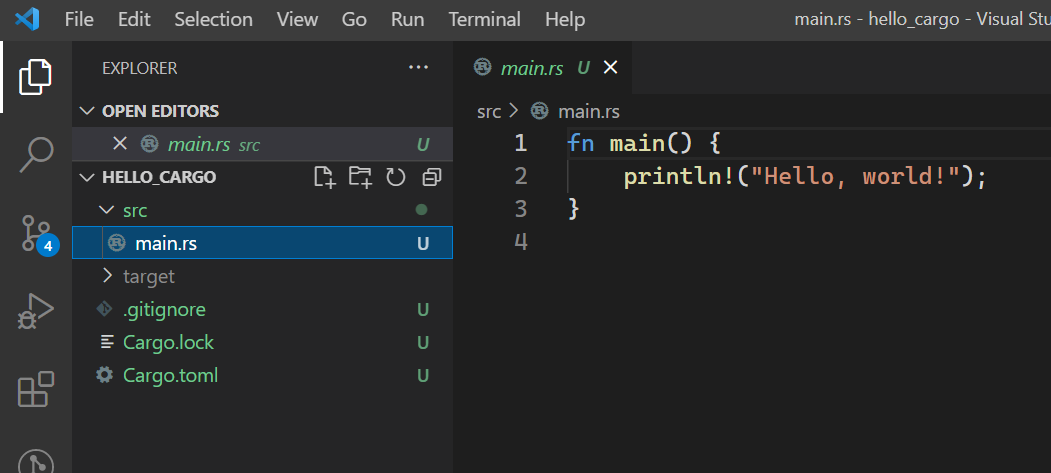 File Edit Selection View Go Run Terminal Help main.rs - hello_cargo - Visual Stu
EXPLORER ···
main.rs U
OPEN EDITORS
main.rs src U
HELLO_CARGO
src
main.rs U
target
.gitignore U
Cargo.lock U
Cargo.toml U
4
src > main.rs
1 fn main() {
2     println!("Hello, world!");
3 }
4